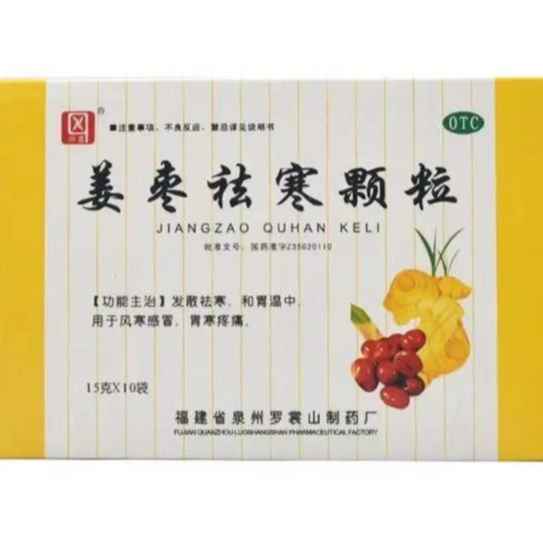 ■注意事项、不良反应、禁忌详见说明书
OTC
姜枣祛寒颗粒
JIANGZAO QUHAN KELI
批准文号：国药准字Z35020110
【功能主治】发散祛寒，和胃温中。
用于风寒感冒，胃寒疼痛。
15克X10袋
福建省泉州罗裳山制药厂
FUJIAN QUANZHOU LUOSHANGSHAN PHARMACEUTICAL FACTORY